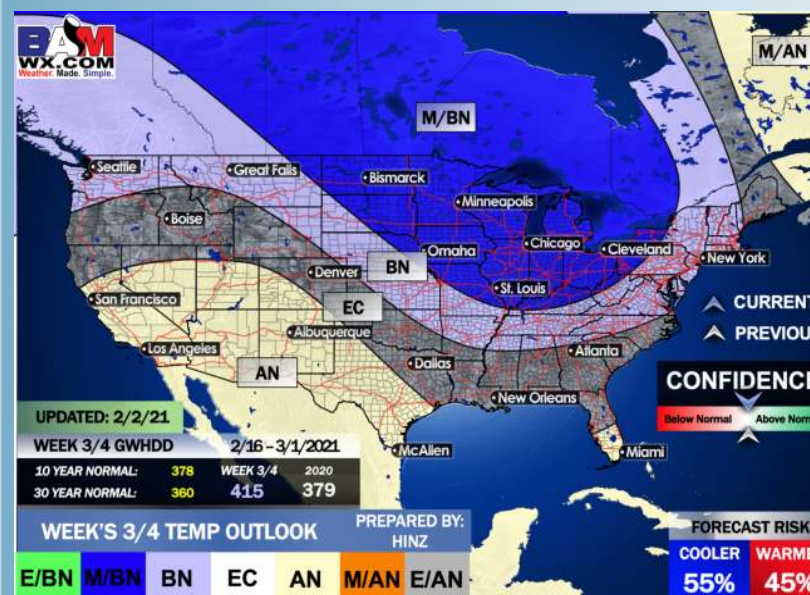 BAM
WX.COM
Weather. Made. Simple.
M/AN
M/BN
Seattle
Great Falls
Bismarck
Minneapolis
Boise
Omaha
Chicago
Cleveland
New York
BN
Denver
St. Louis
San Francisco
EC
CURRENT
Albuquerque
PREVIOU
Los Angeles
Dallas
Atlanta
AN
New Orleans
CONFIDENCE
Below Normal
Above Norm
UPDATED: 2/2/21
WEEK 3/4 GWHDD 2/16 – 3/1/2021
McAllen
Miami
10 YEAR NORMAL: 378 WEEK 3/4 2020
30 YEAR NORMAL: 360 415 379
WEEK'S 3/4 TEMP OUTLOOK
PREPARED BY:
HINZ
FORECAST RISK
COOLER WARME
55% 45%
E/BN M/BN BN EC AN M/AN E/AN